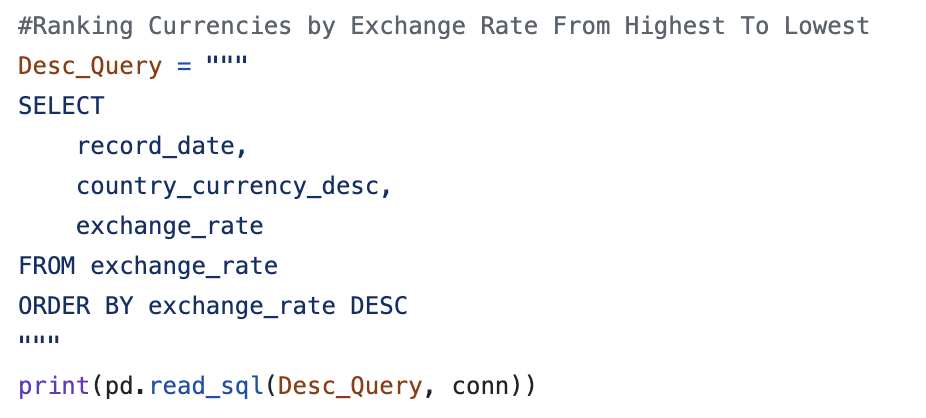 #Ranking Currencies by Exchange Rate From Highest To Lowest
Desc_Query = """
SELECT
    record_date,
    country_currency_desc,
    exchange_rate
FROM exchange_rate
ORDER BY exchange_rate DESC
"""
print(pd.read_sql(Desc_Query, conn))